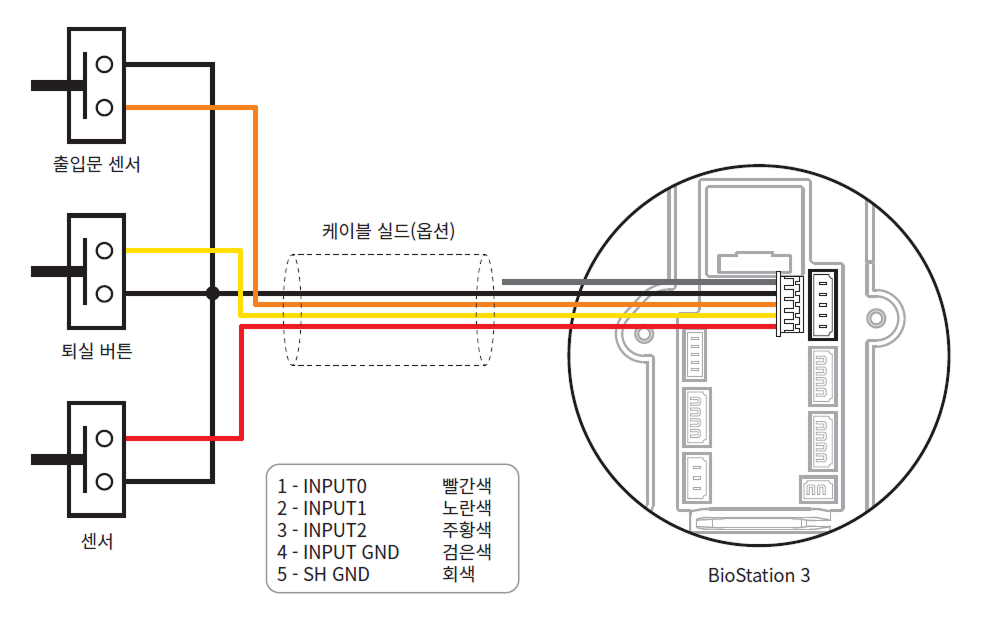 출입문 센서
케이블 실드(옵션)
퇴실 버튼
센서
1 - INPUT0 빨간색
2 - INPUT1 노란색
3 - INPUT2 주황색
4 - INPUT GND 검은색
5 - SH GND 회색
BioStation 3